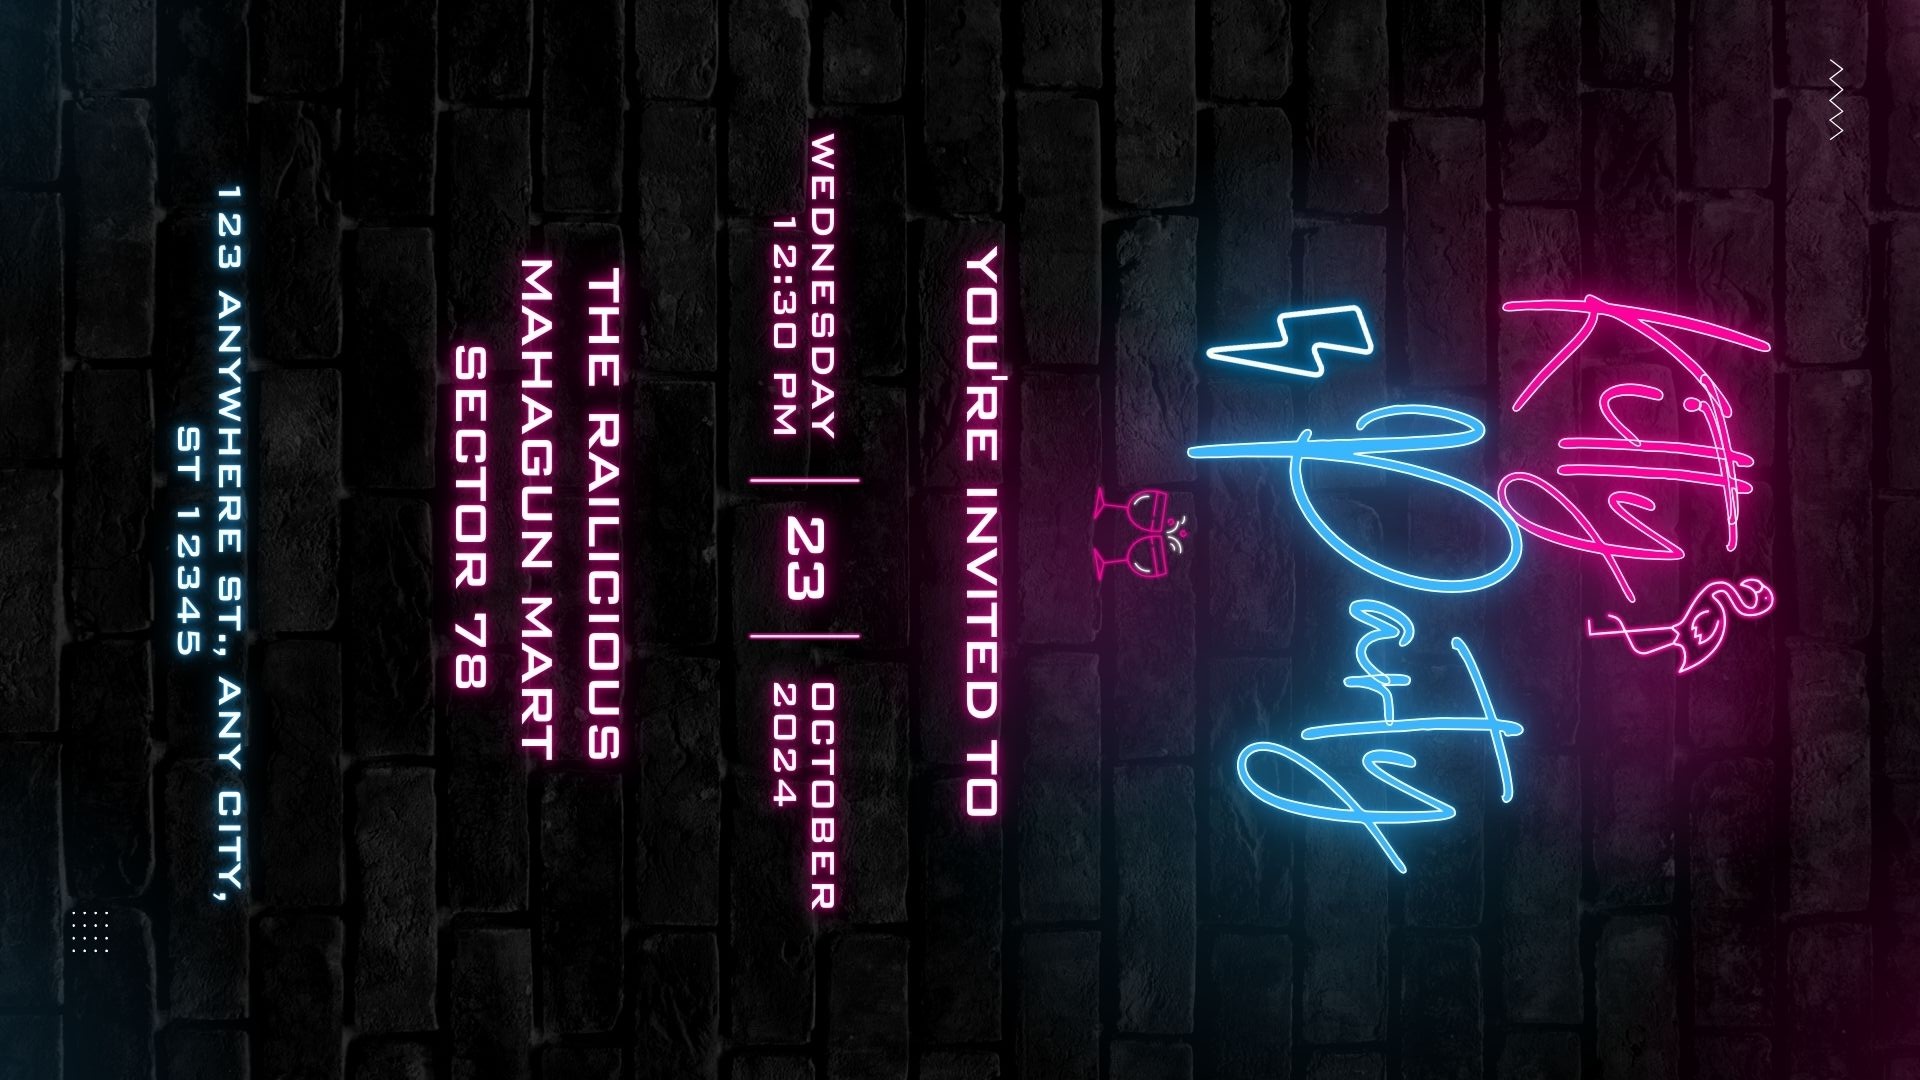 Kitty
Party
YOU'RE INVITED TO
WEDNESDAY
12:30 PM
23
OCTOBER
2024
THE RAILICIOUS
MAHAGUN MART
SECTOR 78
123 ANYWHERE ST., ANY CITY,
ST 12345